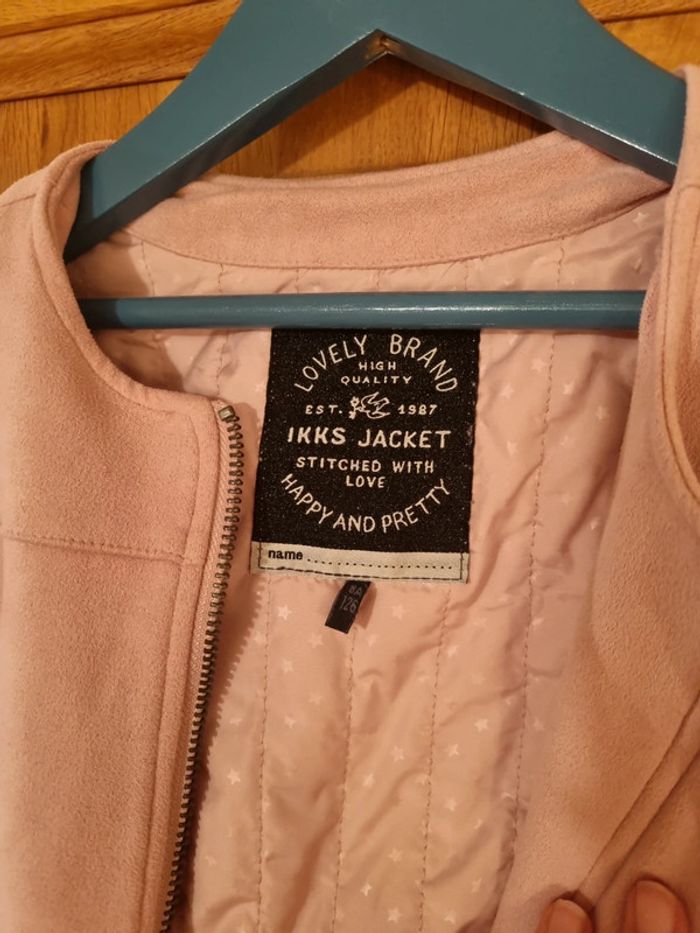 LOVELY BRAND
HIGH
QUALITY
EST. 1987
IKKS JACKET
STITCHED WITH
LOVE
HAPPY AND PRETTY
name
8A
126